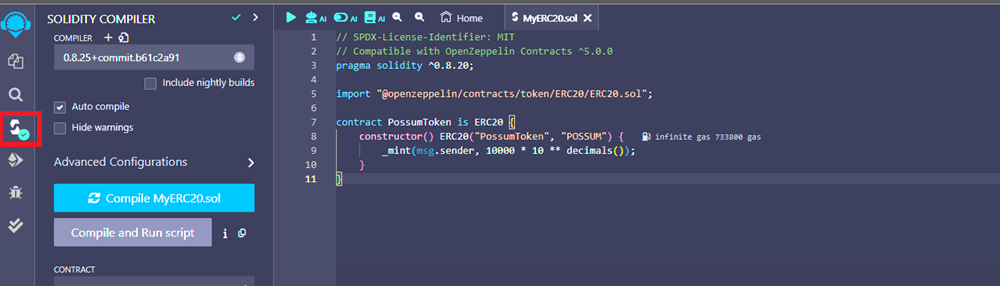 SOLIDITY COMPILER
COMPILER
0.8.25+commit.b61c2a91
Include nightly builds
Auto compile
Hide warnings
Advanced Configurations
Compile MyERC20.sol
Compile and Run script
CONTRACT
AI AI AI Home MyERC20.sol
1 // SPDX-License-Identifier: MIT
2 // Compatible with OpenZeppelin Contracts ^5.0.0
3 pragma solidity ^0.8.20;
4
5 import "@openzeppelin/contracts/token/ERC20/ERC20.sol";
6
7 contract PossumToken is ERC20 {
8 constructor() ERC20("PossumToken", "POSSUM") { infinite gas 733800 gas
9 _mint(msg.sender, 10000 * 10 ** decimals());
10 }
11 }